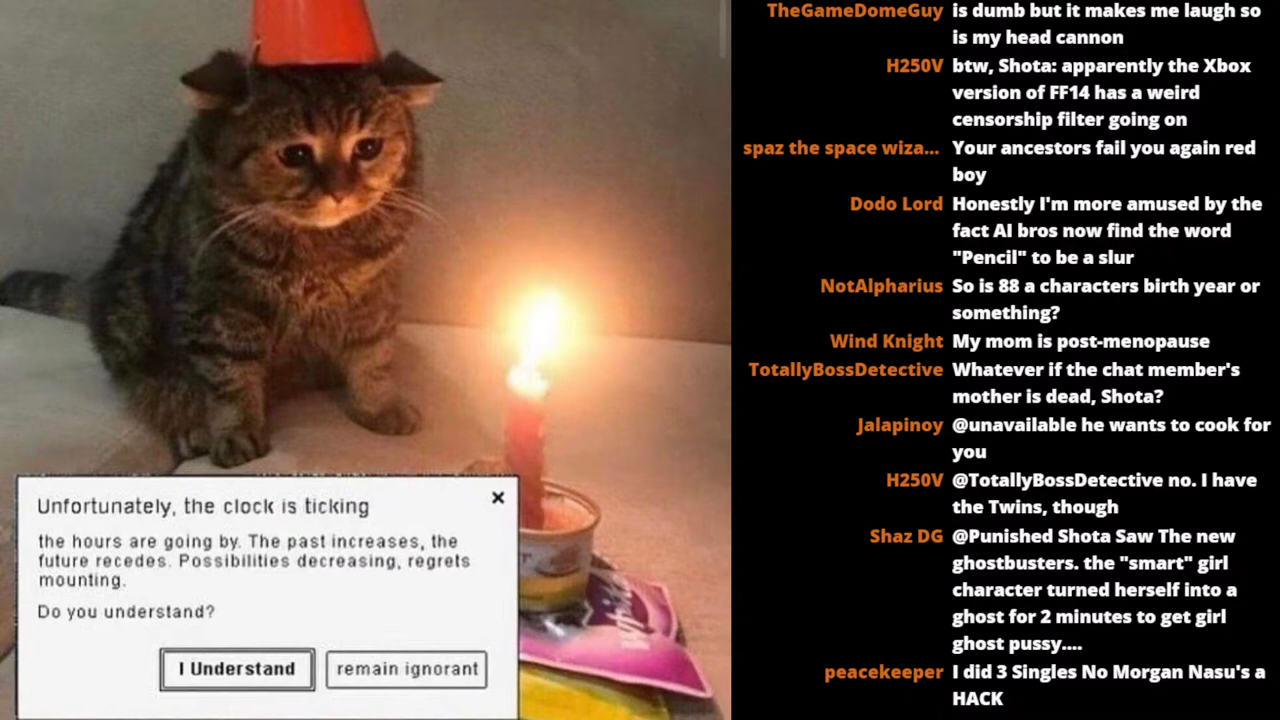 Unfortunately, the clock is ticking
the hours are going by. The past increases, the
future recedes. Possibilities decreasing, regrets
mounting.
Do you understand?
I Understand
remain ignorant
TheGameDomeGuy is dumb but it makes me laugh so
is my head cannon
H250V btw, Shota: apparently the Xbox
version of FF14 has a weird
censorship filter going on
spaz the space wiza... Your ancestors fail you again red
boy
Dodo Lord Honestly I'm more amused by the
fact AI bros now find the word
"Pencil" to be a slur
NotAlpharius So is 88 a characters birth year or
something?
Wind Knight My mom is post-menopause
TotallyBossDetective Whatever if the chat member's
mother is dead, Shota?
Jalapinoy @unavailable he wants to cook for
you
H250V @TotallyBossDetective no. I have
the Twins, though
Shaz DG @Punished Shota Saw The new
ghostbusters. the "smart" girl
character turned herself into a
ghost for 2 minutes to get girl
ghost pussy....
peacekeeper I did 3 Singles No Morgan Nasu's a
HACK